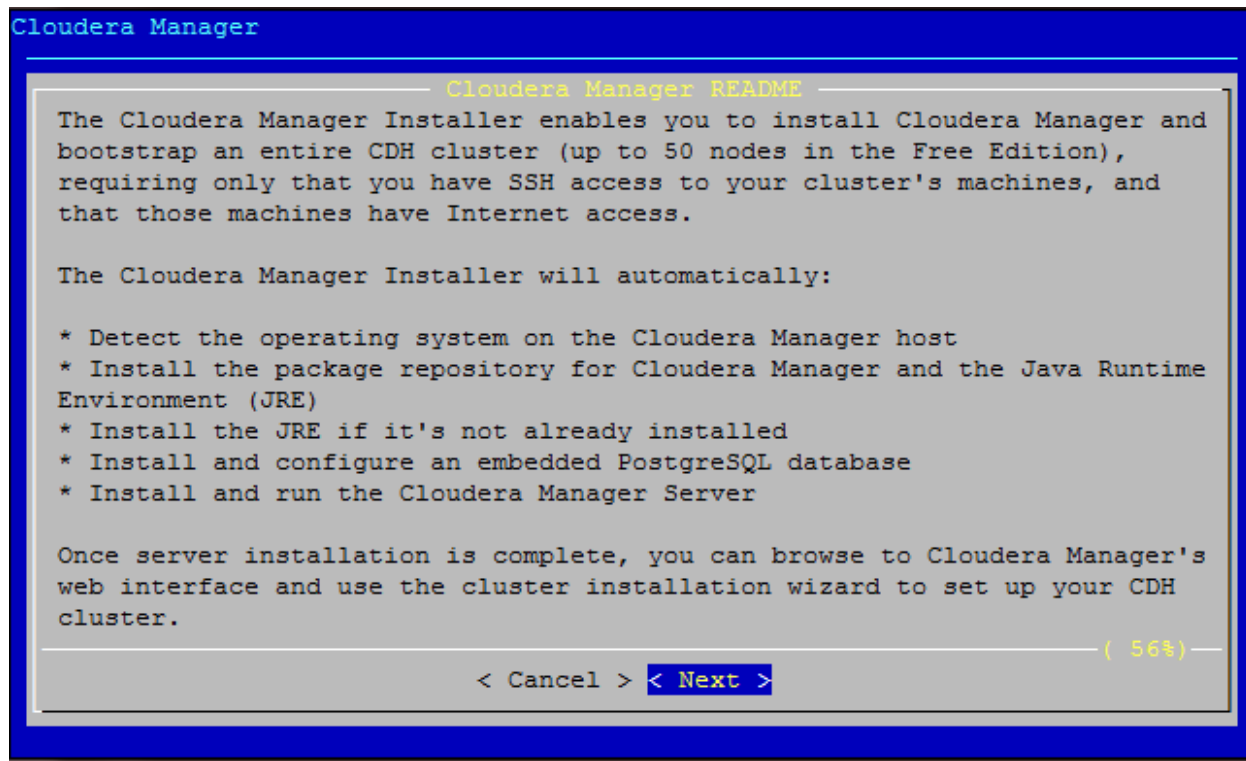 Cloudera Manager
Cloudera Manager README
The Cloudera Manager Installer enables you to install Cloudera Manager and
bootstrap an entire CDH cluster (up to 50 nodes in the Free Edition),
requiring only that you have SSH access to your cluster's machines, and
that those machines have Internet access.
The Cloudera Manager Installer will automatically:
* Detect the operating system on the Cloudera Manager host
* Install the package repository for Cloudera Manager and the Java Runtime
Environment (JRE)
* Install the JRE if it's not already installed
* Install and configure an embedded PostgreSQL database
* Install and run the Cloudera Manager Server
Once server installation is complete, you can browse to Cloudera Manager's
web interface and use the cluster installation wizard to set up your CDH
cluster.
( 56%)
< Cancel > < Next >